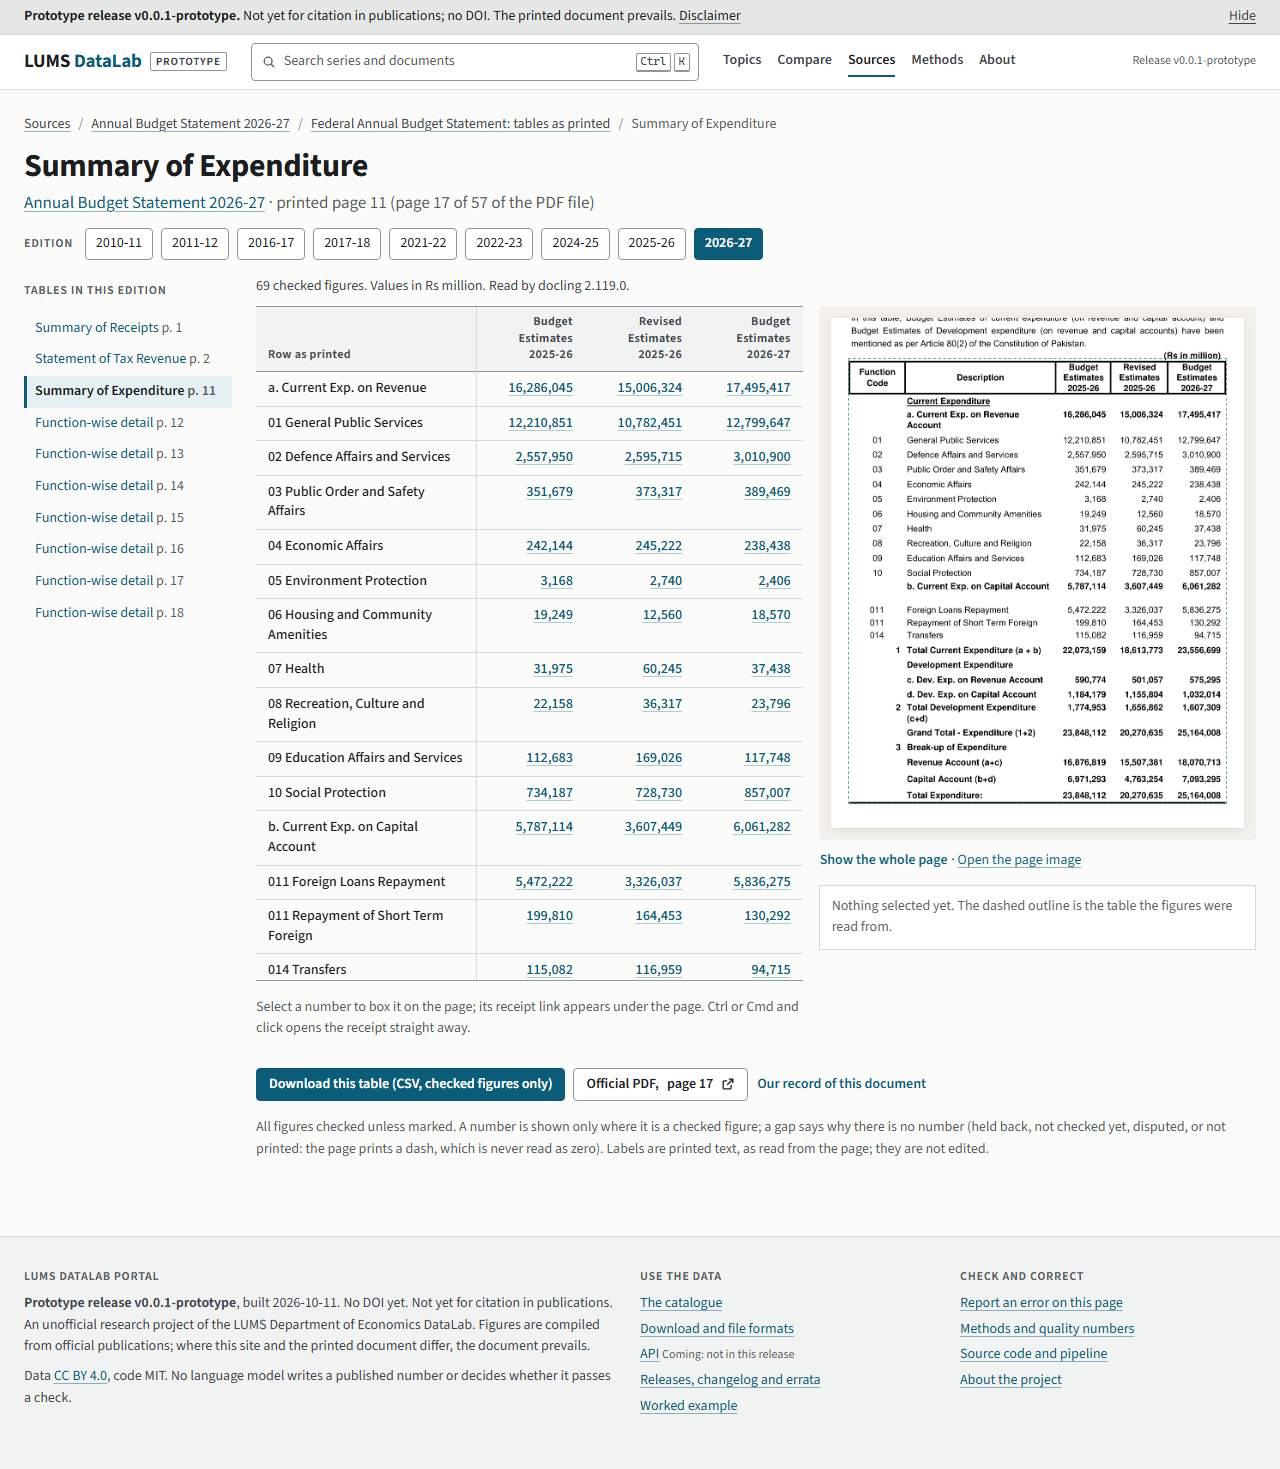 Prototype release v0.0.1-prototype. Not yet for citation in publications; no DOI. The printed document prevails. Disclaimer
Hide
LUMS DataLab PROTOTYPE
Search series and documents Ctrl K
Topics Compare Sources Methods About
Release v0.0.1-prototype
Sources / Annual Budget Statement 2026-27 / Federal Annual Budget Statement: tables as printed / Summary of Expenditure
Summary of Expenditure
Annual Budget Statement 2026-27 · printed page 11 (page 17 of 57 of the PDF file)
EDITION 2010-11 2011-12 2016-17 2017-18 2021-22 2022-23 2024-25 2025-26 2026-27
TABLES IN THIS EDITION
Summary of Receipts p. 1
Statement of Tax Revenue p. 2
Summary of Expenditure p. 11
Function-wise detail p. 12
Function-wise detail p. 13
Function-wise detail p. 14
Function-wise detail p. 15
Function-wise detail p. 16
Function-wise detail p. 17
Function-wise detail p. 18
69 checked figures. Values in Rs million. Read by docling 2.119.0.
Row as printed Budget Estimates 2025-26 Revised Estimates 2025-26 Budget Estimates 2026-27
a. Current Exp. on Revenue 16,286,045 15,006,324 17,495,417
01 General Public Services 12,210,851 10,782,451 12,799,647
02 Defence Affairs and Services 2,557,950 2,595,715 3,010,900
03 Public Order and Safety Affairs 351,679 373,317 389,469
04 Economic Affairs 242,144 245,222 238,438
05 Environment Protection 3,168 2,740 2,406
06 Housing and Community Amenities 19,249 12,560 18,570
07 Health 31,975 60,245 37,438
08 Recreation, Culture and Religion 22,158 36,317 23,796
09 Education Affairs and Services 112,683 169,026 117,748
10 Social Protection 734,187 728,730 857,007
b. Current Exp. on Capital Account 5,787,114 3,607,449 6,061,282
011 Foreign Loans Repayment 5,472,222 3,326,037 5,836,275
011 Repayment of Short Term Foreign 199,810 164,453 130,292
014 Transfers 115,082 116,959 94,715
Select a number to box it on the page; its receipt link appears under the page. Ctrl or Cmd and
click opens the receipt straight away.
in this table, Budget Estimates of current expenditure (on revenue and capital accounts) and
Budget Estimates of Development expenditure (on revenue and capital accounts) have been
mentioned as per Article 80(2) of the Constitution of Pakistan.
(Rs in million)
Function Code Description Budget Estimates 2025-26 Revised Estimates 2025-26 Budget Estimates 2026-27
Current Expenditure
a. Current Exp. on Revenue Account 16,286,045 15,006,324 17,495,417
01 General Public Services 12,210,851 10,782,451 12,799,647
02 Defence Affairs and Services 2,557,950 2,595,715 3,010,900
03 Public Order and Safety Affairs 351,679 373,317 389,469
04 Economic Affairs 242,144 245,222 238,438
05 Environment Protection 3,168 2,740 2,406
06 Housing and Community Amenities 19,249 12,560 18,570
07 Health 31,975 60,245 37,438
08 Recreation, Culture and Religion 22,158 36,317 23,796
09 Education Affairs and Services 112,683 169,026 117,748
10 Social Protection 734,187 728,730 857,007
b. Current Exp. on Capital Account 5,787,114 3,607,449 6,061,282
011 Foreign Loans Repayment 5,472,222 3,326,037 5,836,275
011 Repayment of Short Term Foreign 199,810 164,453 130,292
014 Transfers 115,082 116,959 94,715
1 Total Current Expenditure (a + b) 22,073,159 18,613,773 23,556,699
Development Expenditure
c. Dev. Exp. on Revenue Account 590,774 501,057 575,295
d. Dev. Exp. on Capital Account 1,184,179 1,155,804 1,032,014
2 Total Development Expenditure (c+d) 1,774,953 1,656,862 1,607,309
Grand Total - Expenditure (1+2) 23,848,112 20,270,635 25,164,008
3 Break-up of Expenditure
Revenue Account (a+c) 16,876,819 15,507,381 18,070,713
Capital Account (b+d) 6,971,293 4,763,254 7,093,295
Total Expenditure: 23,848,112 20,270,635 25,164,008
Show the whole page · Open the page image
Nothing selected yet. The dashed outline is the table the figures were
read from.
Download this table (CSV, checked figures only) Official PDF, page 17 Our record of this document
All figures checked unless marked. A number is shown only where it is a checked figure; a gap says why there is no number (held back, not checked yet, disputed, or not
printed: the page prints a dash, which is never read as zero). Labels are printed text, as read from the page; they are not edited.
LUMS DATALAB PORTAL
Prototype release v0.0.1-prototype, built 2026-10-11. No DOI yet. Not yet for citation in publications.
An unofficial research project of the LUMS Department of Economics DataLab. Figures are compiled
from official publications; where this site and the printed document differ, the document prevails.
Data CC BY 4.0, code MIT. No language model writes a published number or decides whether it passes
a check.
USE THE DATA
The catalogue
Download and file formats
API Coming: not in this release
Releases, changelog and errata
Worked example
CHECK AND CORRECT
Report an error on this page
Methods and quality numbers
Source code and pipeline
About the project